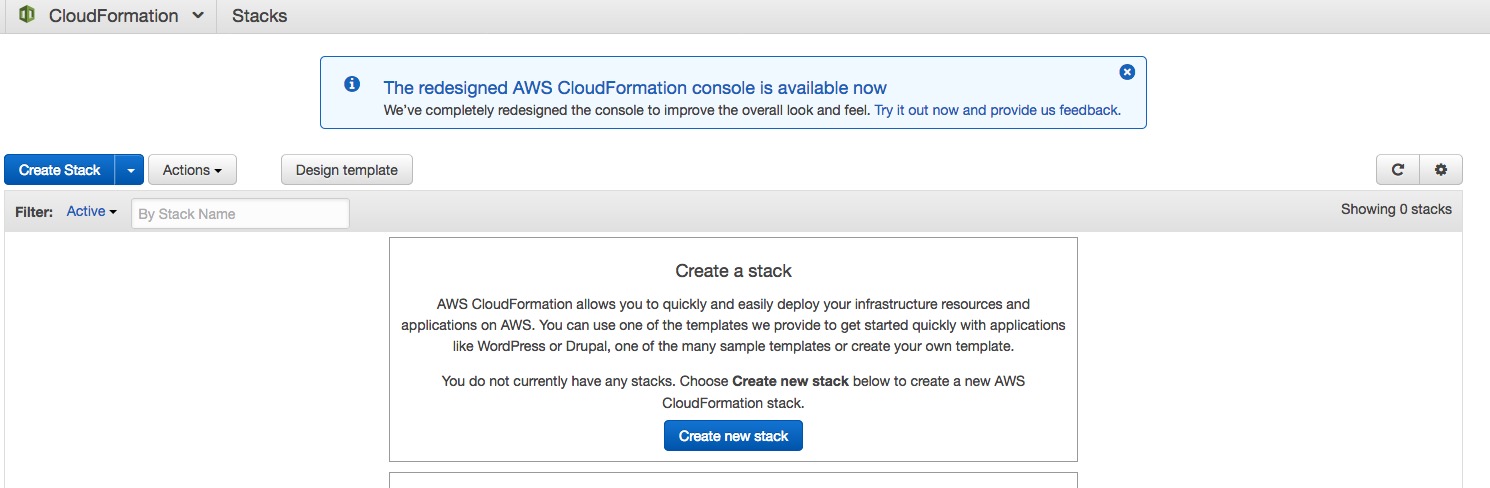 CloudFormation Stacks
The redesigned AWS CloudFormation console is available now
We've completely redesigned the console to improve the overall look and feel. Try it out now and provide us feedback.
Create Stack Actions Design template
Filter: Active By Stack Name Showing 0 stacks
Create a stack
AWS CloudFormation allows you to quickly and easily deploy your infrastructure resources and
applications on AWS. You can use one of the templates we provide to get started quickly with applications
like WordPress or Drupal, one of the many sample templates or create your own template.
You do not currently have any stacks. Choose Create new stack below to create a new AWS
CloudFormation stack.
Create new stack